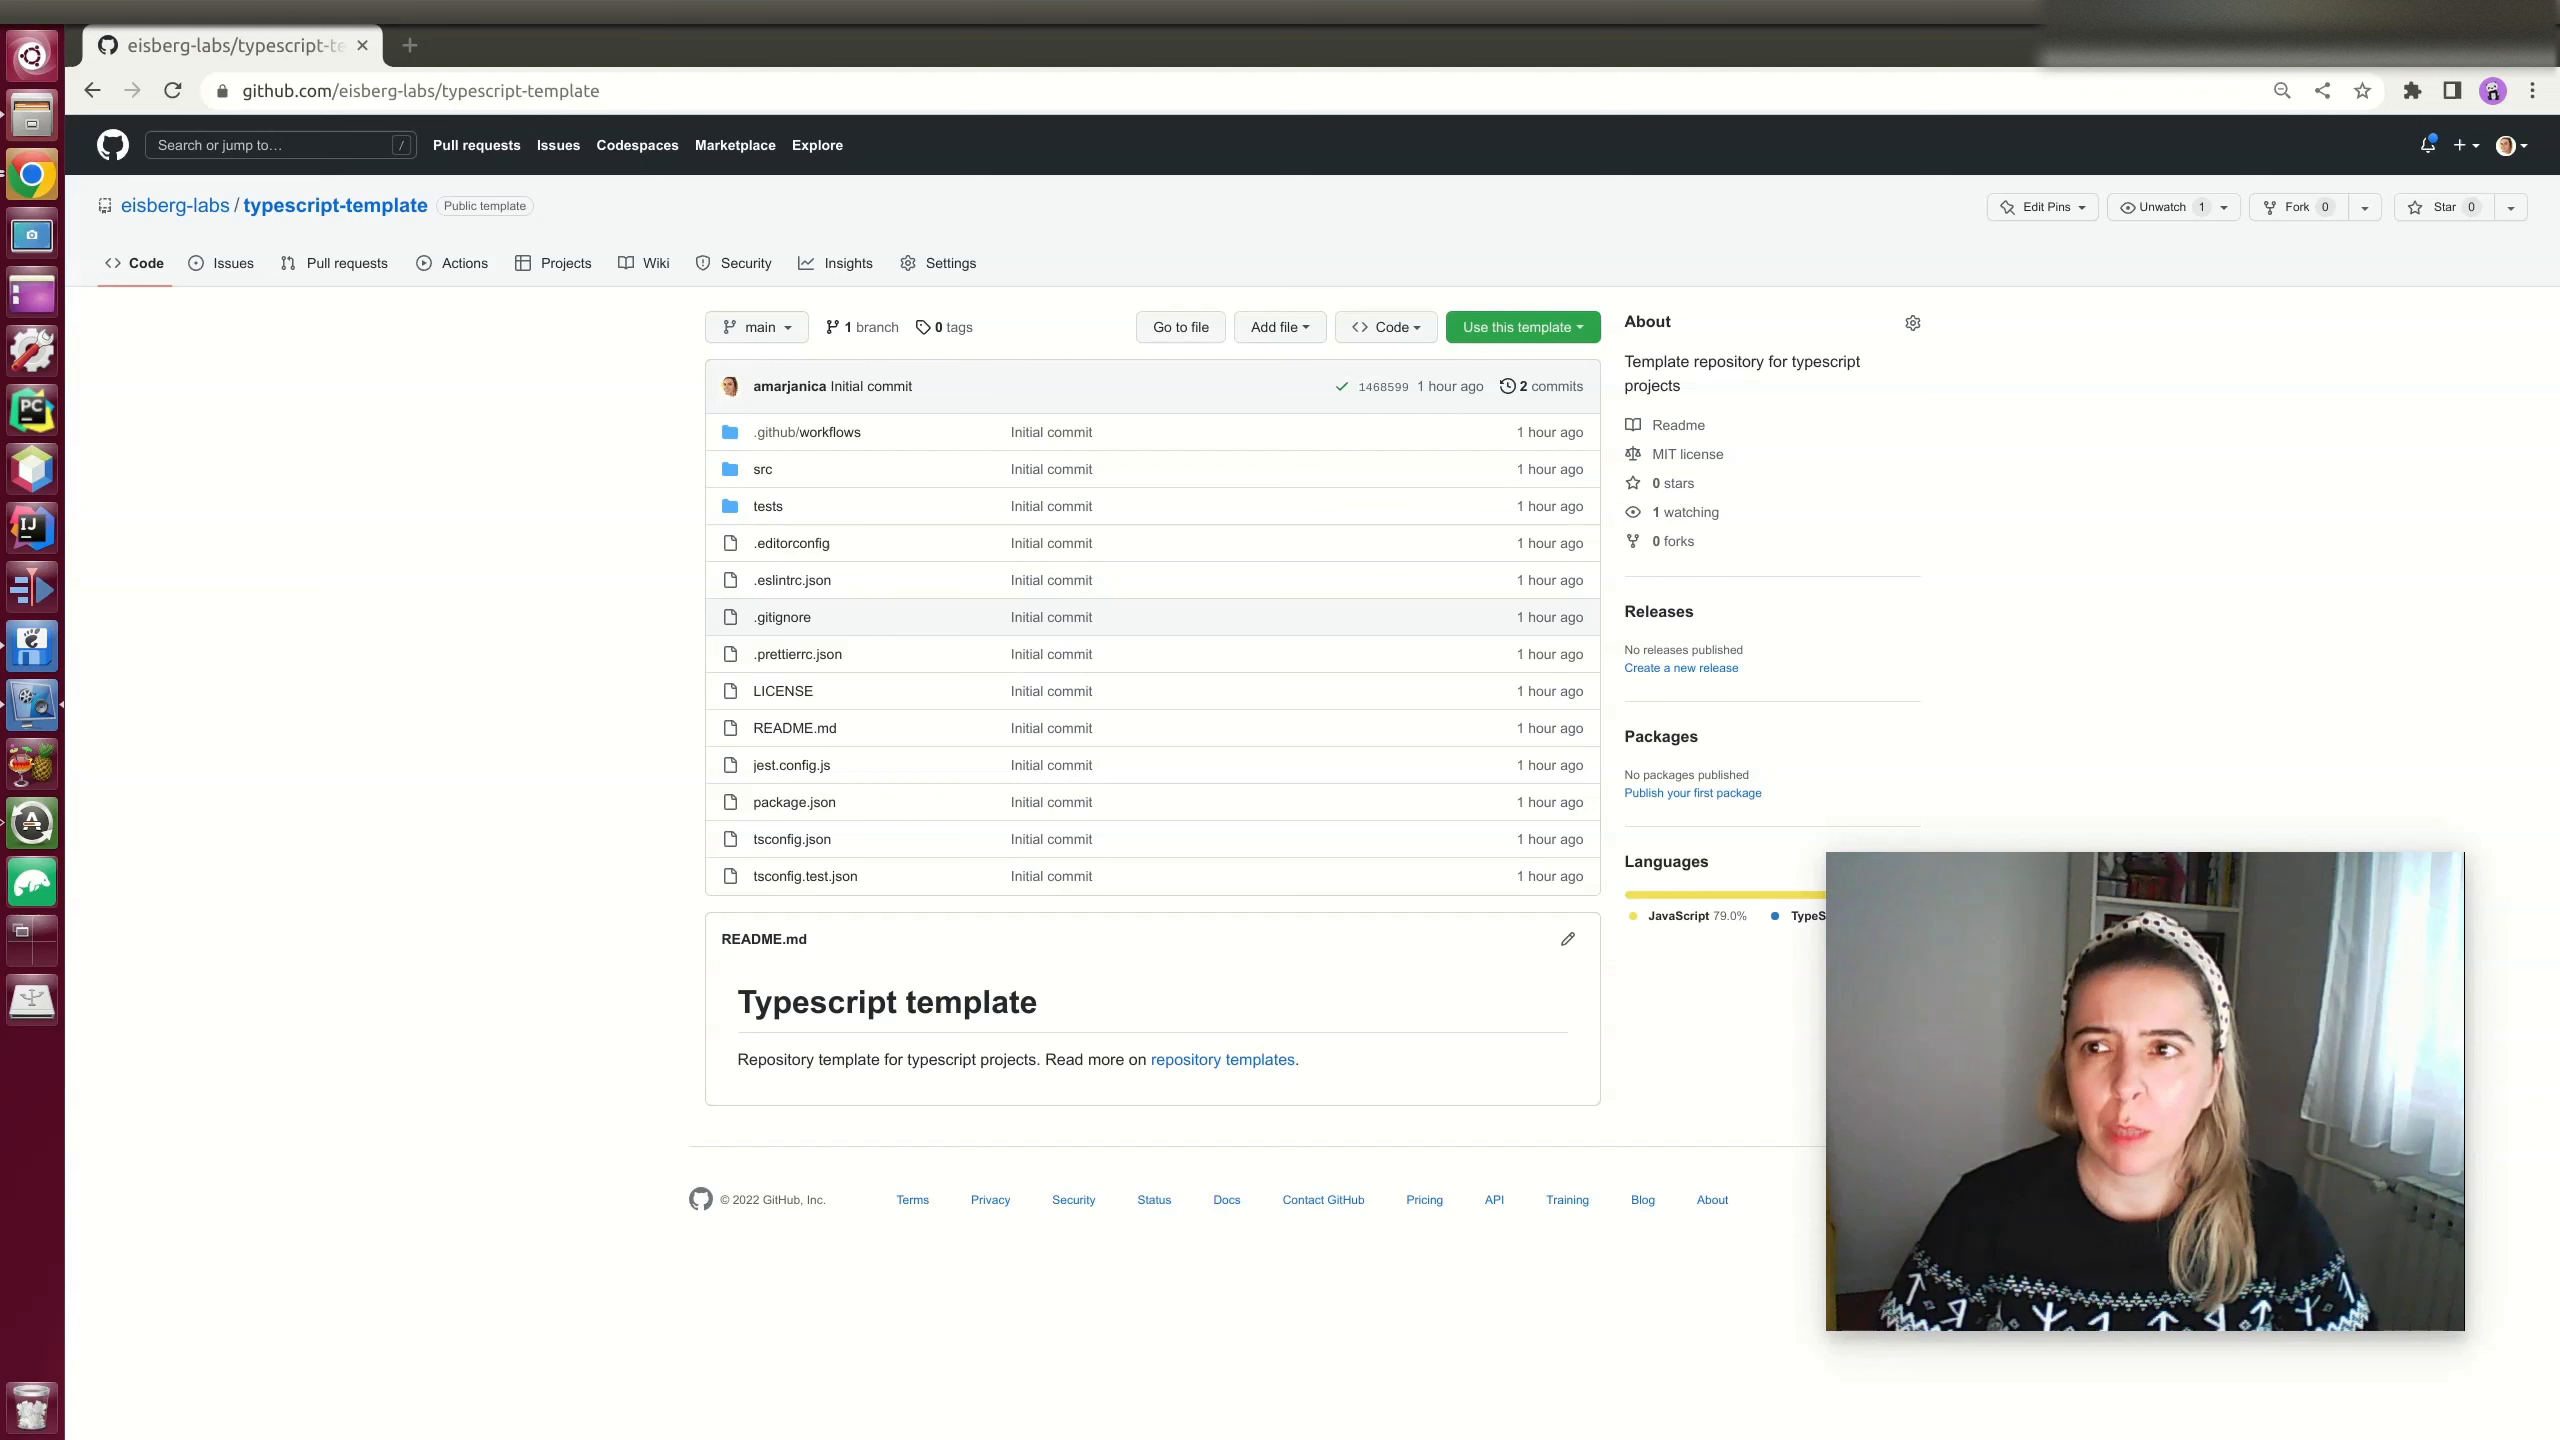 eisberg-labs/typescript-te
github.com/eisberg-labs/typescript-template
Search or jump to…
/
Pull requests
Issues
Codespaces
Marketplace
Explore
eisberg-labs / typescript-template
Public template
Edit Pins
Unwatch 1
Fork 0
Star 0
Code
Issues
Pull requests
Actions
Projects
Wiki
Security
Insights
Settings
main
1 branch
0 tags
Go to file
Add file
Code
Use this template
amarjanica Initial commit
1468599 1 hour ago
2 commits
.github/workflows Initial commit 1 hour ago
src Initial commit 1 hour ago
tests Initial commit 1 hour ago
.editorconfig Initial commit 1 hour ago
.eslintrc.json Initial commit 1 hour ago
.gitignore Initial commit 1 hour ago
.prettierrc.json Initial commit 1 hour ago
LICENSE Initial commit 1 hour ago
README.md Initial commit 1 hour ago
jest.config.js Initial commit 1 hour ago
package.json Initial commit 1 hour ago
tsconfig.json Initial commit 1 hour ago
tsconfig.test.json Initial commit 1 hour ago
README.md
Typescript template
Repository template for typescript projects. Read more on repository templates.
About
Template repository for typescript
projects
Readme
MIT license
0 stars
1 watching
0 forks
Releases
No releases published
Create a new release
Packages
No packages published
Publish your first package
Languages
JavaScript 79.0%
TypeS
© 2022 GitHub, Inc.
Terms
Privacy
Security
Status
Docs
Contact GitHub
Pricing
API
Training
Blog
About
PC
IJ
A